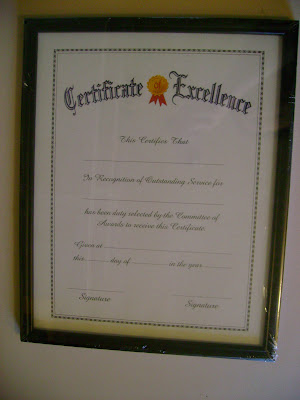 Certificate of Excellence
This Certifies That
In Recognition of Outstanding Service for
has been duly selected by the Committee of
Awards to receive this Certificate
Given at
this day of in the year
Signature Signature